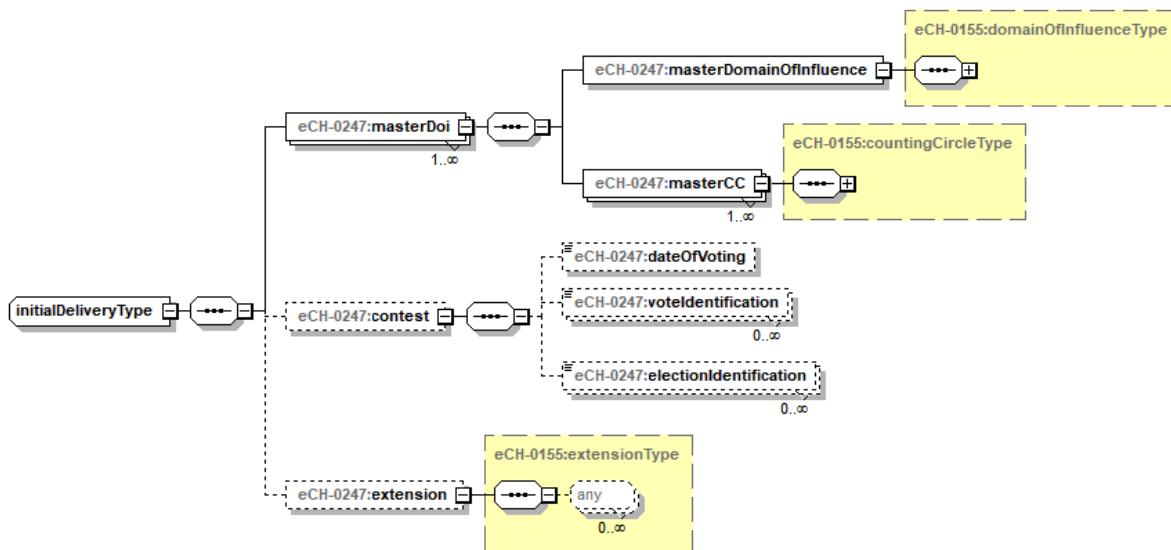 eCH-0155:domainOfInfluenceType
eCH-0247:masterDomainOfInfluence
eCH-0247:masterDoi
1..∞
eCH-0155:countingCircleType
eCH-0247:masterCC
1..∞
eCH-0247:dateOfVoting
initialDeliveryType
eCH-0247:contest
eCH-0247:voteIdentification
0..∞
eCH-0247:electionIdentification
0..∞
eCH-0155:extensionType
eCH-0247:extension
any
0..∞